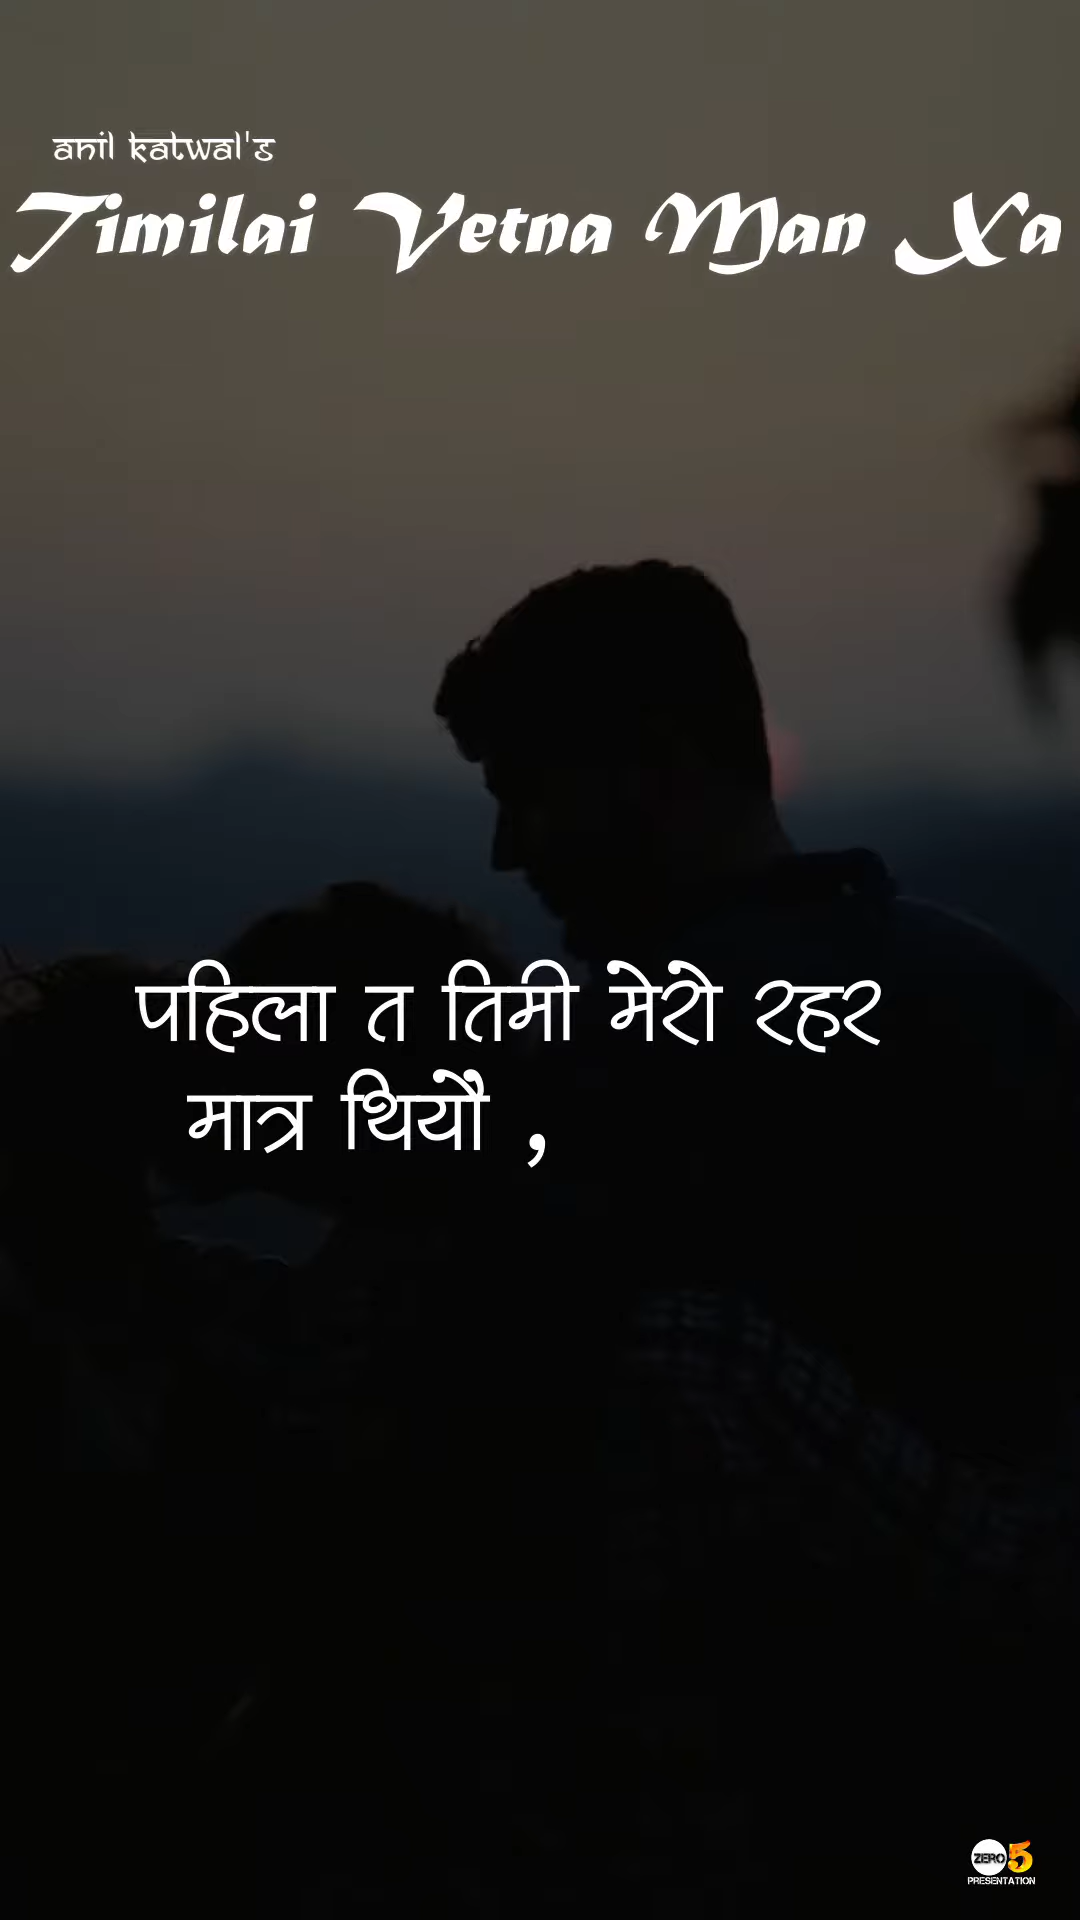 anil katwal's
Timilai Vetna Man Xa
पहिला त तिमी मेरो रहर
मात्र थियौ ,
ZERO 5
PRESENTATION